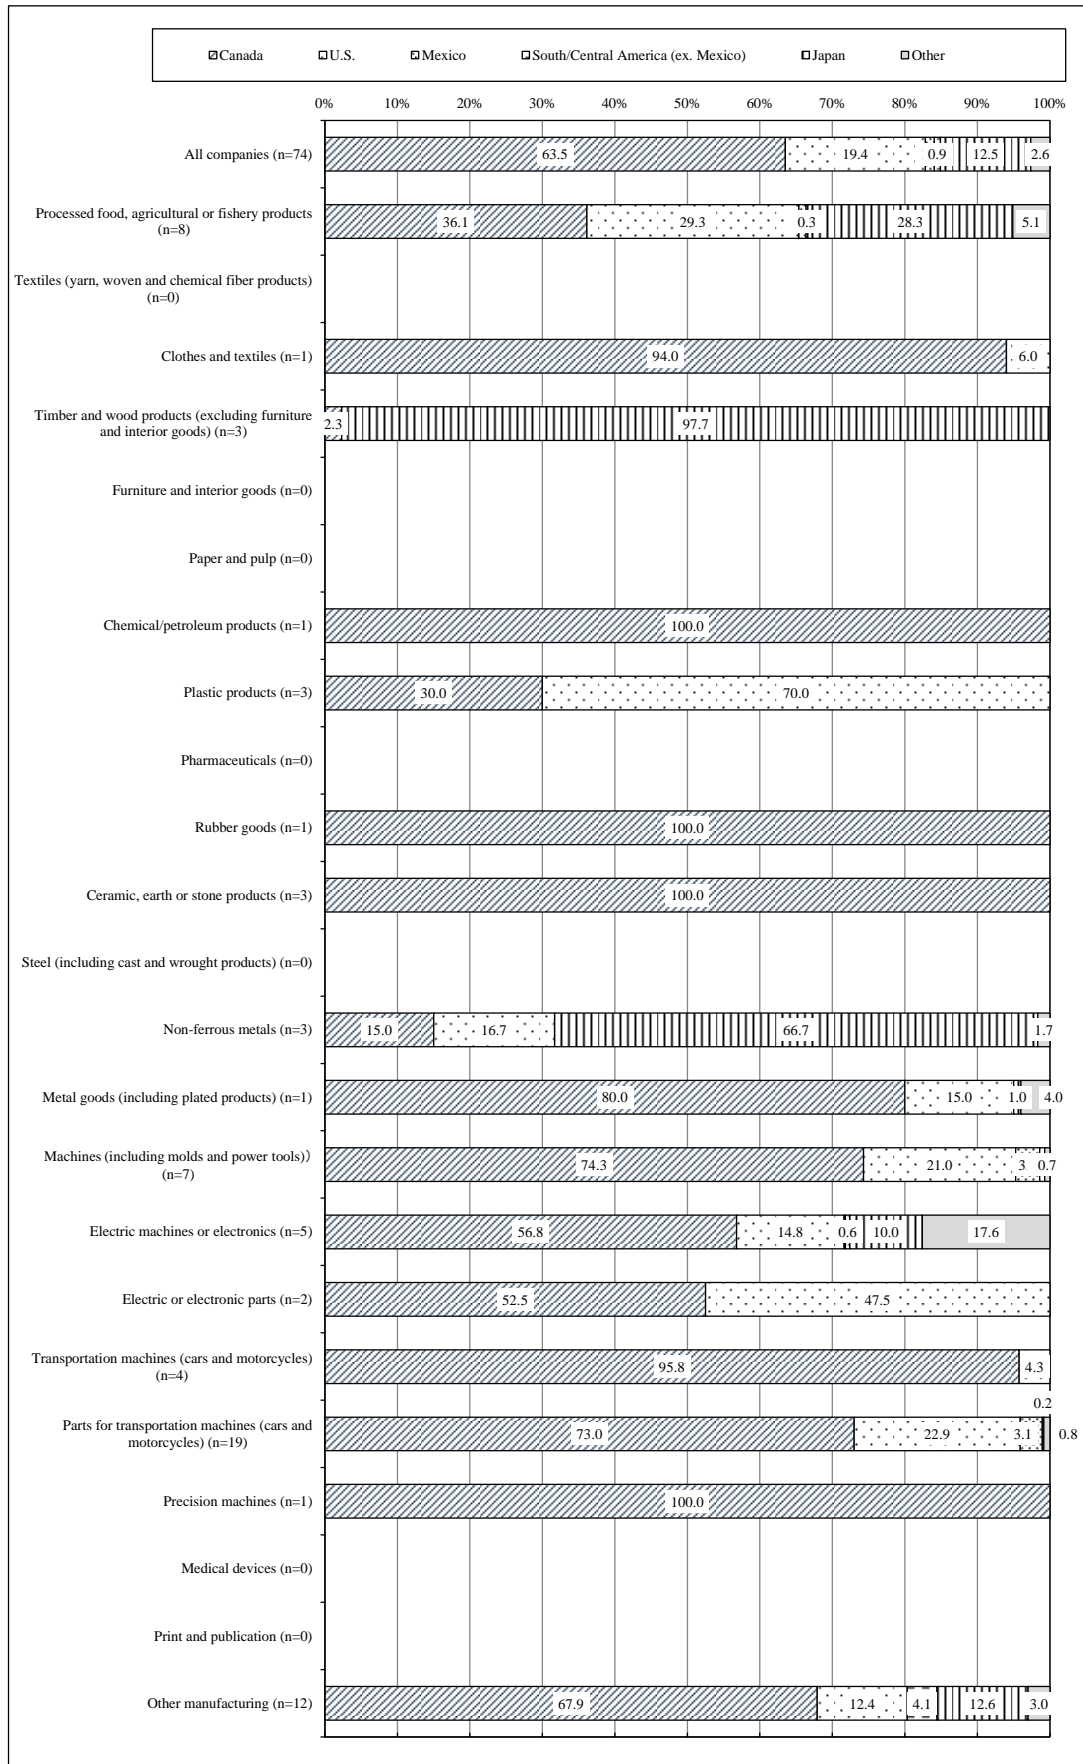 Canada U.S. Mexico South/Central America (ex. Mexico) Japan Other
0% 10% 20% 30% 40% 50% 60% 70% 80% 90% 100%
All companies (n=74) 63.5 19.4 0.9 12.5 2.6
Processed food, agricultural or fishery products
(n=8) 36.1 29.3 0.3 28.3 5.1
Textiles (yarn, woven and chemical fiber products)
(n=0)
Clothes and textiles (n=1) 94.0 6.0
Timber and wood products (excluding furniture
and interior goods) (n=3) 2.3 97.7
Furniture and interior goods (n=0)
Paper and pulp (n=0)
Chemical/petroleum products (n=1) 100.0
Plastic products (n=3) 30.0 70.0
Pharmaceuticals (n=0)
Rubber goods (n=1) 100.0
Ceramic, earth or stone products (n=3) 100.0
Steel (including cast and wrought products) (n=0)
Non-ferrous metals (n=3) 15.0 16.7 66.7 1.7
Metal goods (including plated products) (n=1) 80.0 15.0 1.0 4.0
Machines (including molds and power tools)）
(n=7) 74.3 21.0 3 0.7
Electric machines or electronics (n=5) 56.8 14.8 0.6 10.0 17.6
Electric or electronic parts (n=2) 52.5 47.5
Transportation machines (cars and motorcycles)
(n=4) 95.8 4.3
0.2
Parts for transportation machines (cars and
motorcycles) (n=19) 73.0 22.9 3.1 0.8
Precision machines (n=1) 100.0
Medical devices (n=0)
Print and publication (n=0)
Other manufacturing (n=12) 67.9 12.4 4.1 12.6 3.0